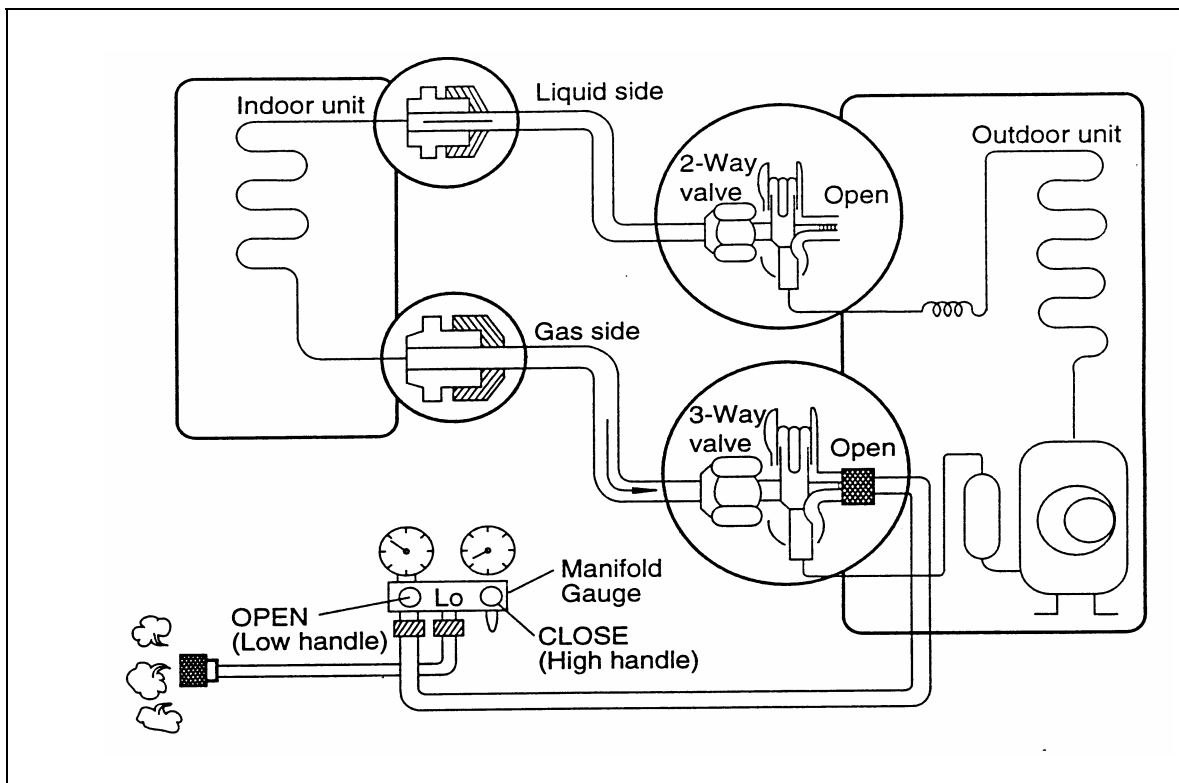 Indoor unit
Liquid side
Outdoor unit
2-Way
valve
Open
Gas side
3-Way
valve
Open
Manifold
Gauge
Lo
OPEN
(Low handle)
CLOSE
(High handle)